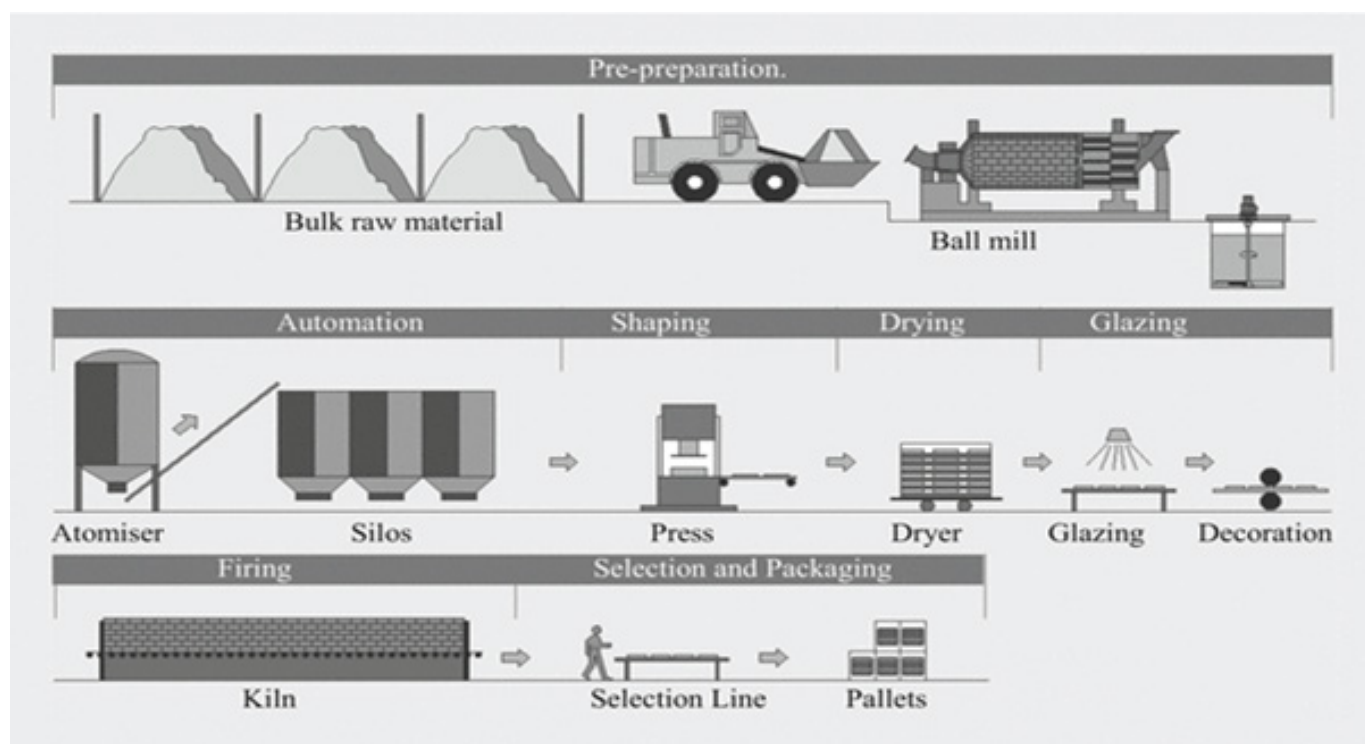 Pre-preparation.
Bulk raw material
Ball mill
Automation Shaping Drying Glazing
Atomiser Silos Press Dryer Glazing Decoration
Firing Selection and Packaging
Kiln Selection Line Pallets